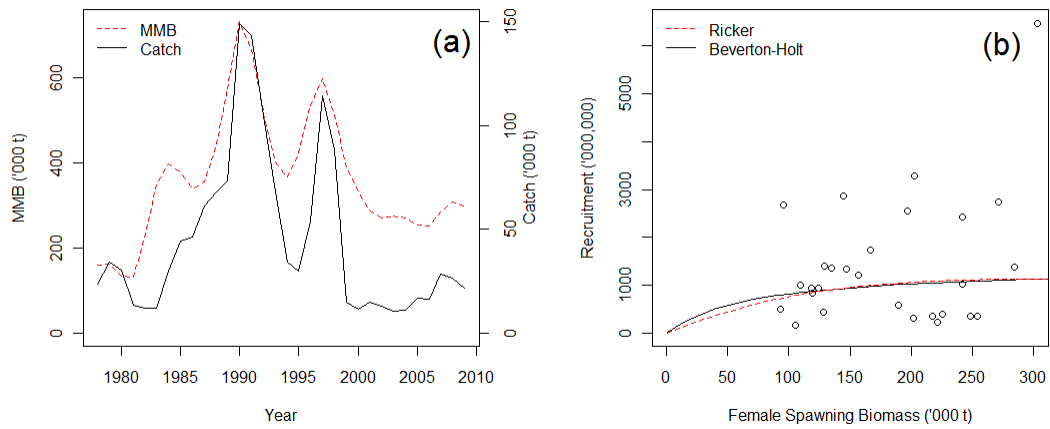 MMB
Catch
(a)
600
400
200
0
MMB ('000 t)
150
100
50
0
Catch ('000 t)
1980 1985 1990 1995 2000 2005 2010
Year
Ricker
Beverton-Holt
(b)
5000
3000
1000
0
Recruitment ('000,000)
0 50 100 150 200 250 300
Female Spawning Biomass ('000 t)